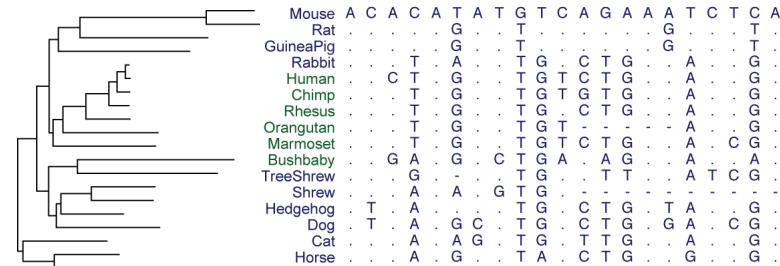 Mouse A C A C A T A T G T C A G A A A T C T C A
Rat . . . . . G . . T . . . . . . G . . . T .
GuineaPig . . . . . G . . T . . . . . . G . . . T .
Rabbit . . . T . A . . T G . C T G . . A . . G .
Human . . C T . G . . T G T C T G . . A . . G .
Chimp . . . T . G . . T G T G T G . . A . . G .
Rhesus . . . T . G . . T G . C T G . . A . . G .
Orangutan . . . T . G . . T G T - - - - - A . . G .
Marmoset . . . T . G . . T G T C T G . . A . C G .
Bushbaby . . G A . G . C T G A . A G . . A . . A .
TreeShrew . . . G . - . . T G . . T T . . A T C G .
Shrew . . . A . A . G T G . - - - - - - - - - -
Hedgehog . T . A . . . . T G . C T G . T A . . G .
Dog . T . A . G C . T G . C T G . G A . C G .
Cat . . . A . A G . T G . T T G . . A . . G .
Horse . . . A . G . . T A . C T G . . G . . G .